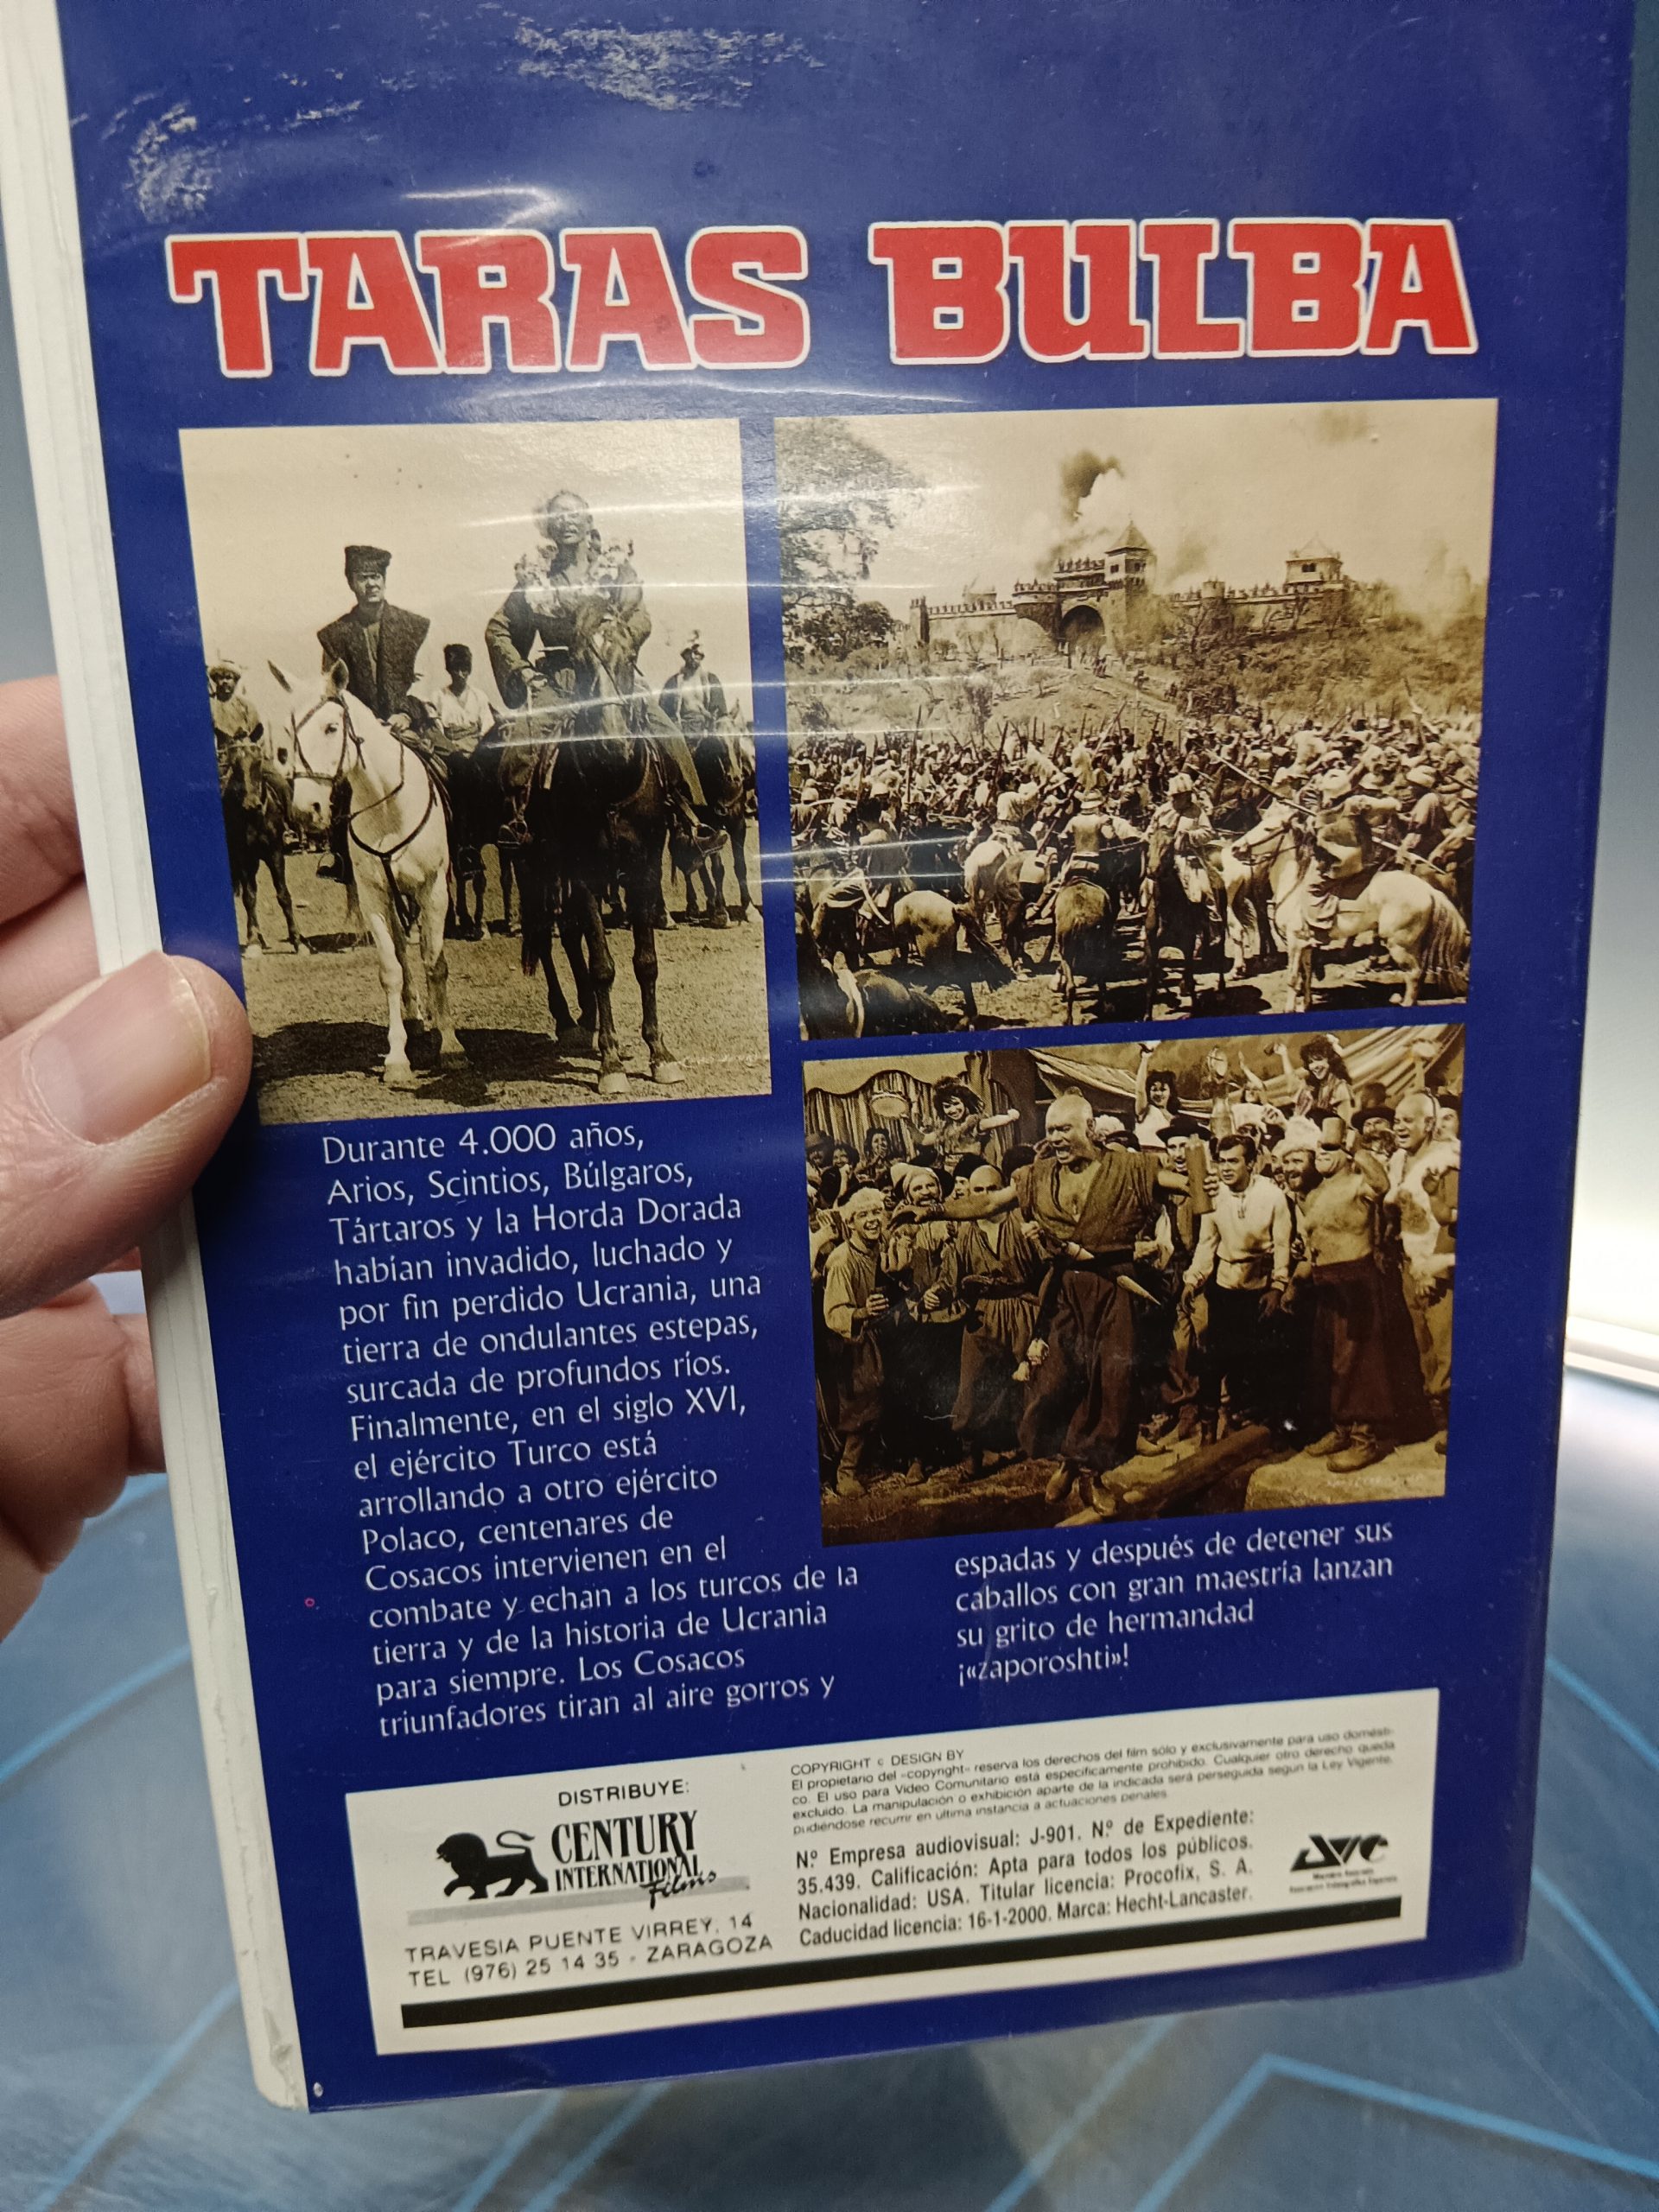 TARAS BULBA
Durante 4.000 años,
Arios, Scintios, Búlgaros,
Tártaros y la Horda Dorada
habían invadido, luchado y
por fin perdido Ucrania, una
tierra de ondulantes estepas,
surcada de profundos ríos.
Finalmente, en el siglo XVI,
el ejército Turco está
arrollando a otro ejército
Polaco, centenares de
Cosacos intervienen en el
combate y echan a los turcos de la
tierra y de la historia de Ucrania
para siempre. Los Cosacos
triunfadores tiran al aire gorros y
espadas y después de detener sus
caballos con gran maestría lanzan
su grito de hermandad
¡«zaporoshti»!
DISTRIBUYE:
CENTURY
INTERNATIONAL
Films
TRAVESIA PUENTE VIRREY, 14
TEL (976) 25 14 35 - ZARAGOZA
COPYRIGHT c DESIGN BY
El propietario del «copyright» reserva los derechos del film sólo y exclusivamente para uso domésti-
co. El uso para Video Comunitario está específicamente prohibido. Cualquier otro derecho queda
excluido. La manipulación o exhibición aparte de la indicada será perseguida según la Ley Vigente,
pudiéndose recurrir en última instancia a actuaciones penales.
Nº Empresa audiovisual: J-901. Nº de Expediente:
35.439. Calificación: Apta para todos los públicos.
Nacionalidad: USA. Titular licencia: Procofix, S. A.
Caducidad licencia: 16-1-2000. Marca: Hecht-Lancaster.